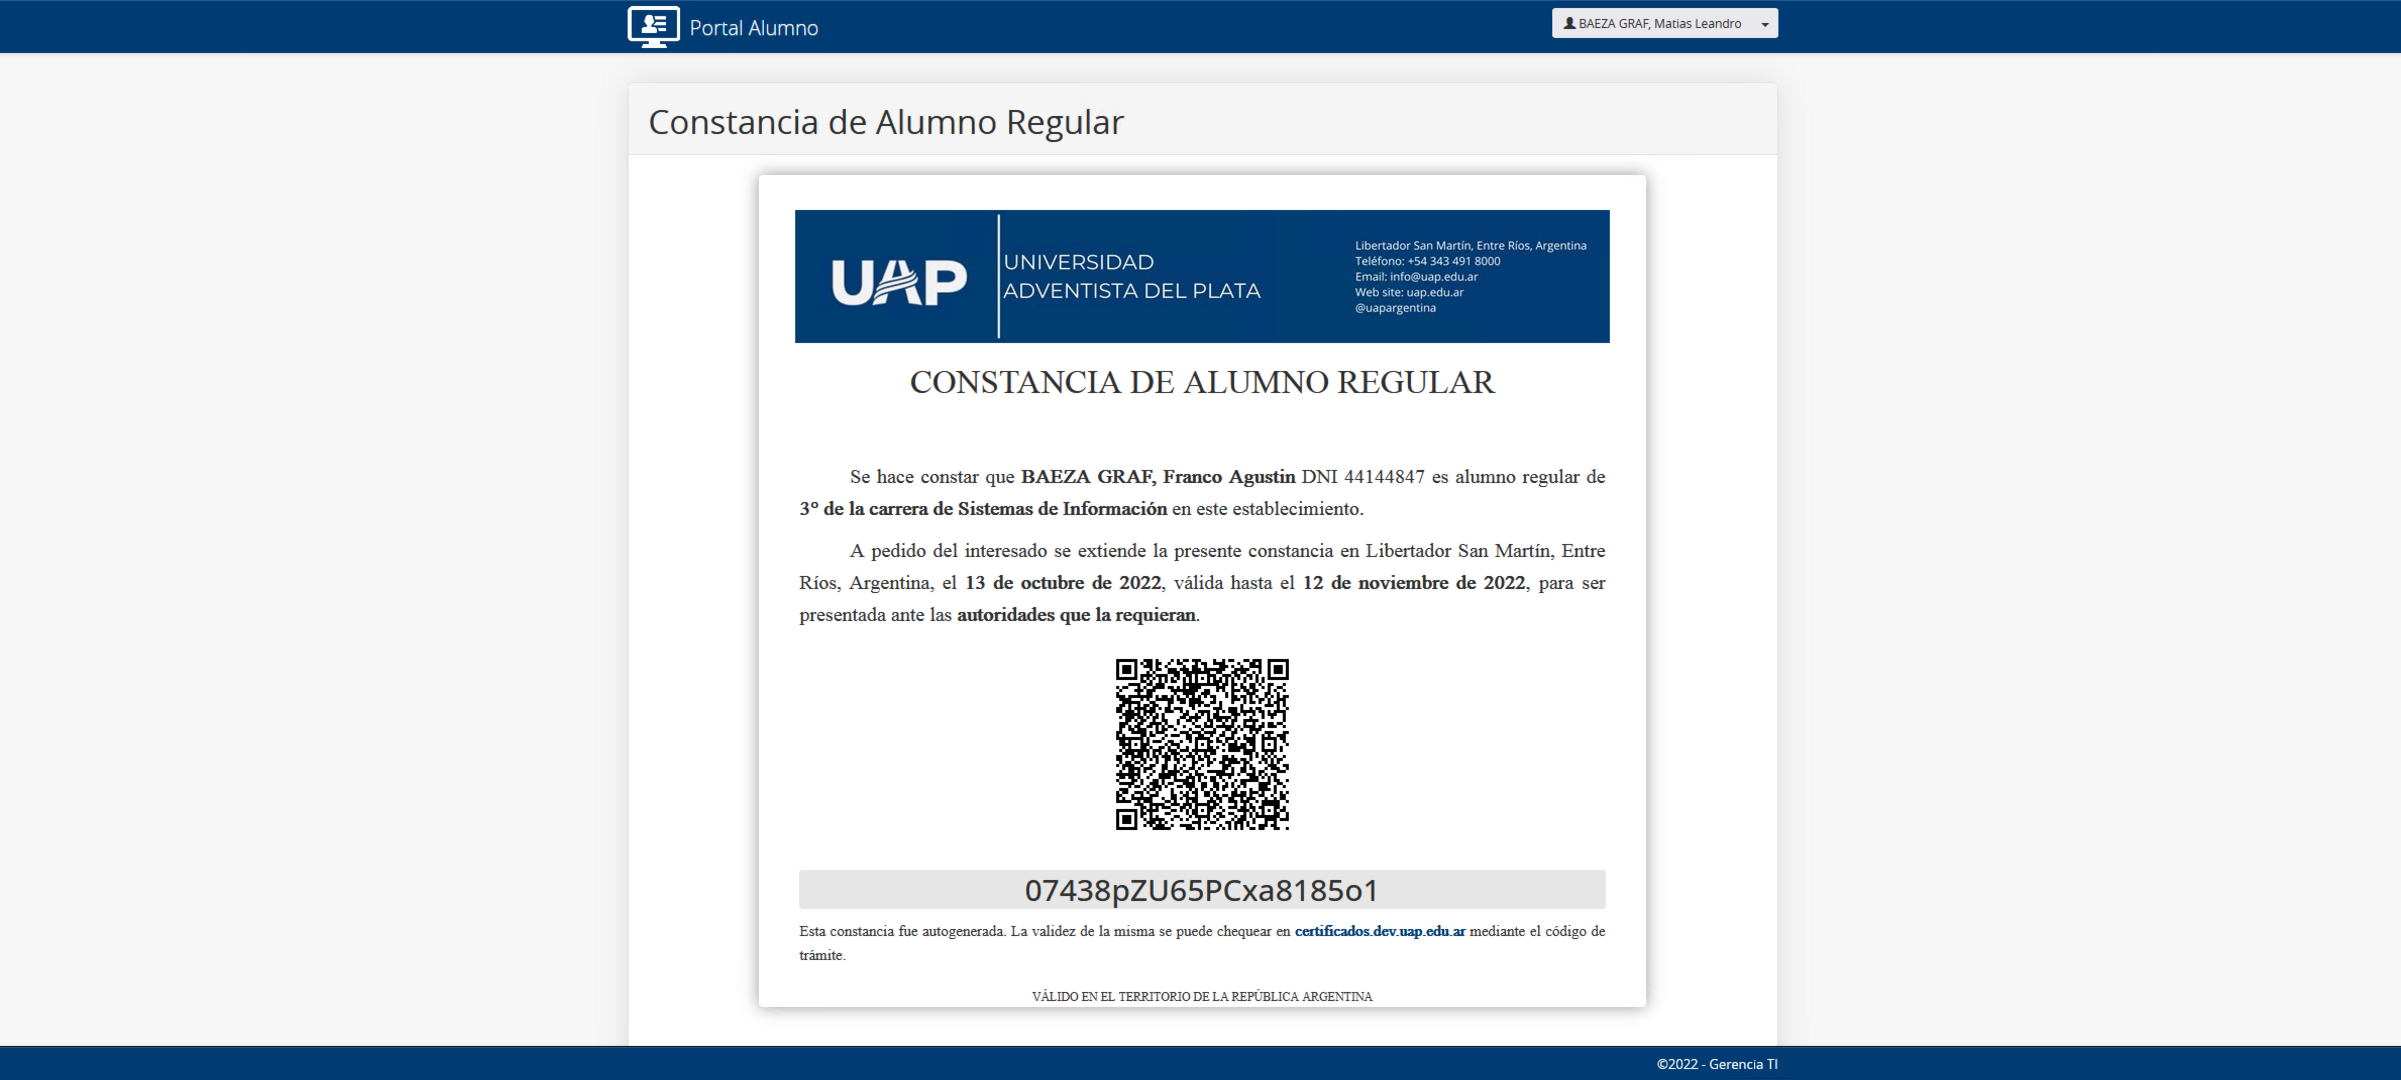 Portal Alumno
BAEZA GRAF, Matias Leandro
Constancia de Alumno Regular
UAP
UNIVERSIDAD
ADVENTISTA DEL PLATA
Libertador San Martín, Entre Ríos, Argentina
Teléfono: +54 343 491 8000
Email: info@uap.edu.ar
Web site: uap.edu.ar
@uapargentina
CONSTANCIA DE ALUMNO REGULAR
Se hace constar que BAEZA GRAF, Franco Agustin DNI 44144847 es alumno regular de
3º de la carrera de Sistemas de Información en este establecimiento.
A pedido del interesado se extiende la presente constancia en Libertador San Martín, Entre
Ríos, Argentina, el 13 de octubre de 2022, válida hasta el 12 de noviembre de 2022, para ser
presentada ante las autoridades que la requieran.
07438pZU65PCxa8185o1
Esta constancia fue autogenerada. La validez de la misma se puede chequear en certificados.dev.uap.edu.ar mediante el código de
trámite.
VÁLIDO EN EL TERRITORIO DE LA REPÚBLICA ARGENTINA
©2022 - Gerencia TI